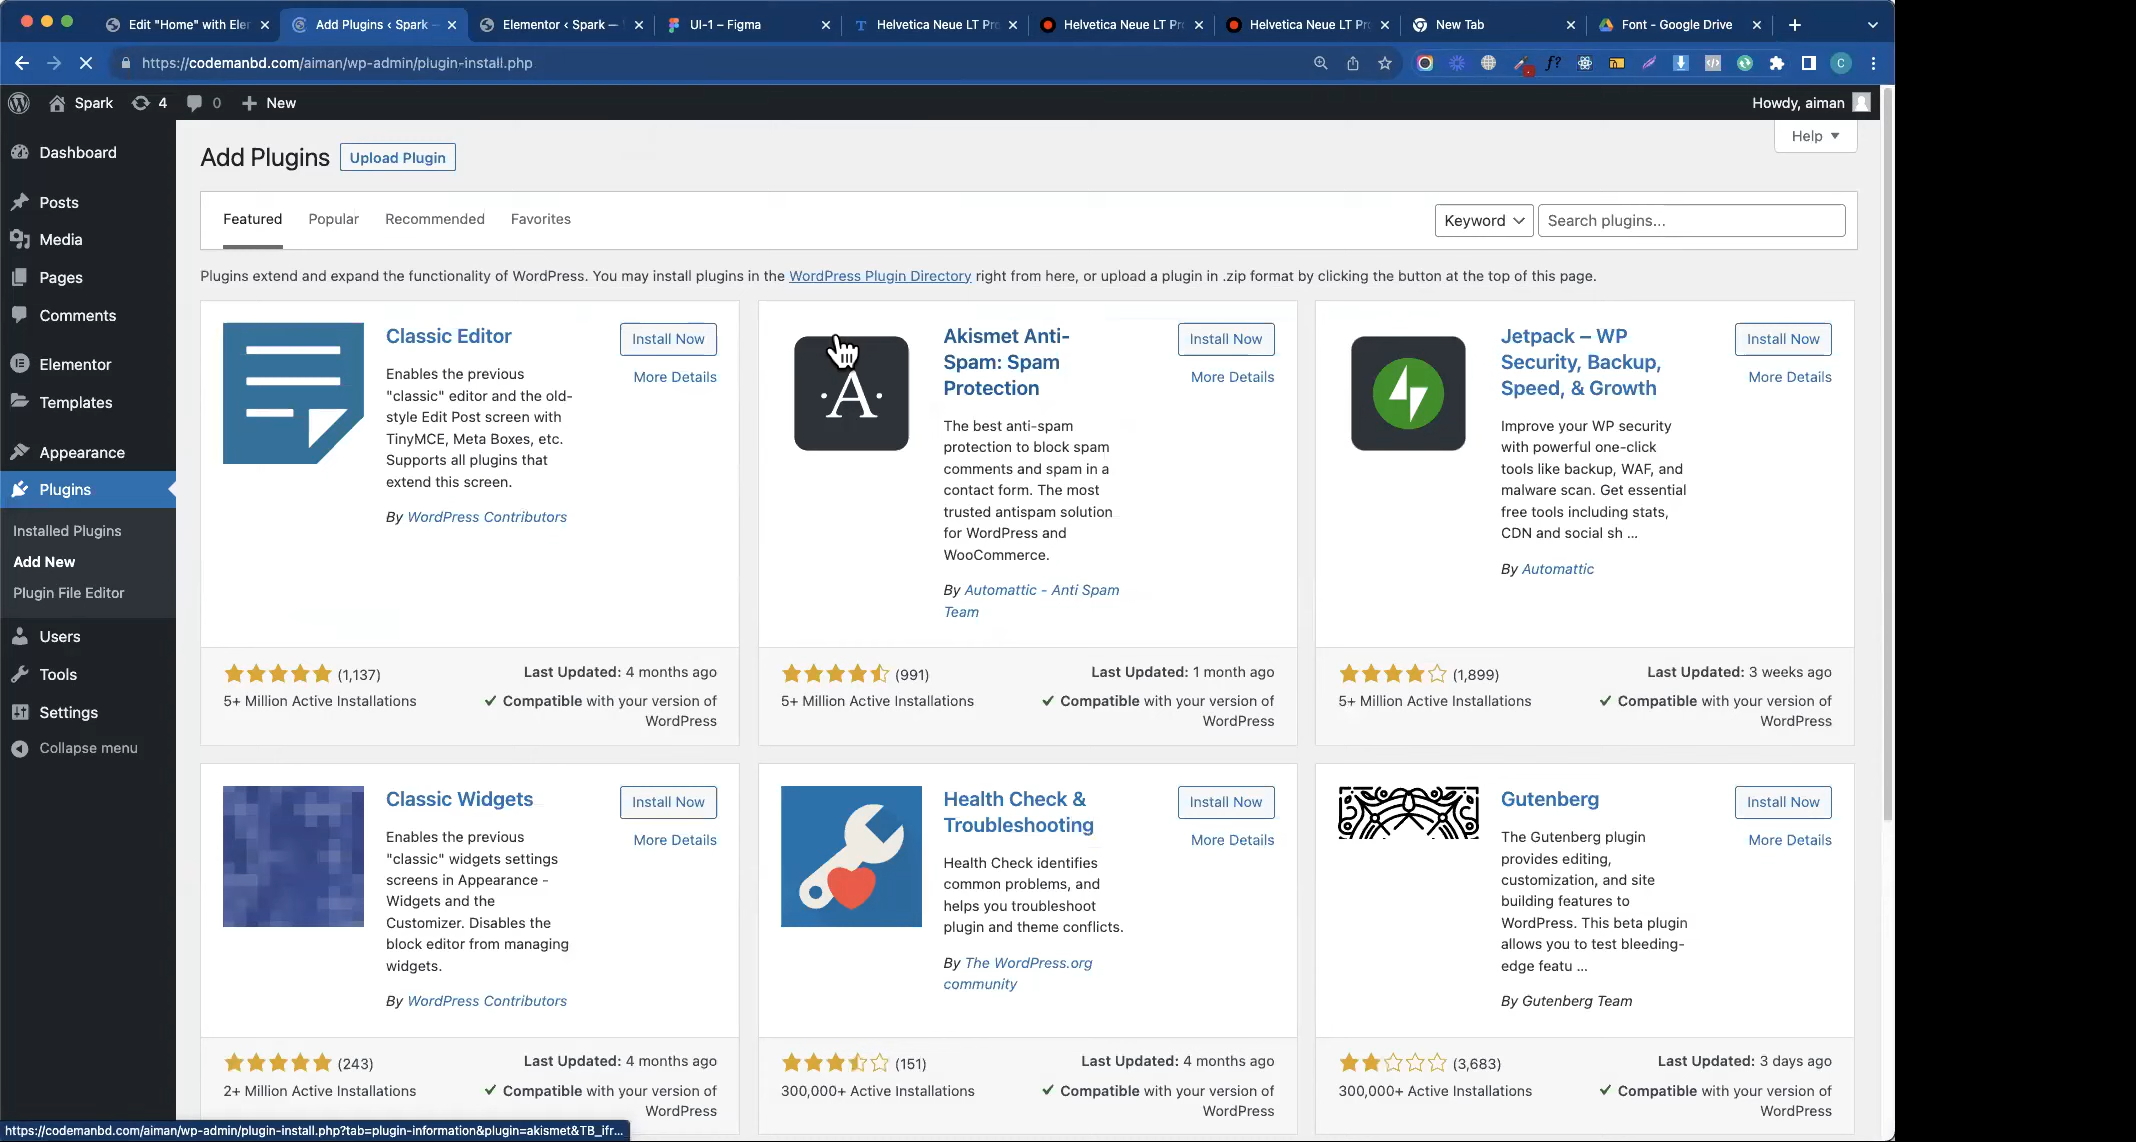 Edit "Home" with Ele
Add Plugins ‹ Spark —
Elementor ‹ Spark —
UI-1 – Figma
Helvetica Neue LT Pro
Helvetica Neue LT Pr
Helvetica Neue LT Pr
New Tab
Font - Google Drive
https://codemanbd.com/aiman/wp-admin/plugin-install.php
f?
C
Spark
4
0
New
Howdy, aiman
Dashboard
Posts
Media
Pages
Comments
Elementor
Templates
Appearance
Plugins
Installed Plugins
Add New
Plugin File Editor
Users
Tools
Settings
Collapse menu
Help
Add Plugins
Upload Plugin
Featured
Popular
Recommended
Favorites
Keyword
Search plugins...
Plugins extend and expand the functionality of WordPress. You may install plugins in the WordPress Plugin Directory right from here, or upload a plugin in .zip format by clicking the button at the top of this page.
Classic Editor
Install Now
More Details
Enables the previous
"classic" editor and the old-
style Edit Post screen with
TinyMCE, Meta Boxes, etc.
Supports all plugins that
extend this screen.
By WordPress Contributors
(1,137)
5+ Million Active Installations
Last Updated: 4 months ago
Compatible with your version of
WordPress
·A·
Akismet Anti-
Spam: Spam
Protection
Install Now
More Details
The best anti-spam
protection to block spam
comments and spam in a
contact form. The most
trusted antispam solution
for WordPress and
WooCommerce.
By Automattic - Anti Spam
Team
(991)
5+ Million Active Installations
Last Updated: 1 month ago
Compatible with your version of
WordPress
Jetpack – WP
Security, Backup,
Speed, & Growth
Install Now
More Details
Improve your WP security
with powerful one-click
tools like backup, WAF, and
malware scan. Get essential
free tools including stats,
CDN and social sh ...
By Automattic
(1,899)
5+ Million Active Installations
Last Updated: 3 weeks ago
Compatible with your version of
WordPress
Classic Widgets
Install Now
More Details
Enables the previous
"classic" widgets settings
screens in Appearance -
Widgets and the
Customizer. Disables the
block editor from managing
widgets.
By WordPress Contributors
(243)
2+ Million Active Installations
Last Updated: 4 months ago
Compatible with your version of
WordPress
Health Check &
Troubleshooting
Install Now
More Details
Health Check identifies
common problems, and
helps you troubleshoot
plugin and theme conflicts.
By The WordPress.org
community
(151)
300,000+ Active Installations
Last Updated: 4 months ago
Compatible with your version of
WordPress
Gutenberg
Install Now
More Details
The Gutenberg plugin
provides editing,
customization, and site
building features to
WordPress. This beta plugin
allows you to test bleeding-
edge featu ...
By Gutenberg Team
(3,683)
300,000+ Active Installations
Last Updated: 3 days ago
Compatible with your version of
WordPress
https://codemanbd.com/aiman/wp-admin/plugin-install.php?tab=plugin-information&plugin=akismet&TB_ifr...